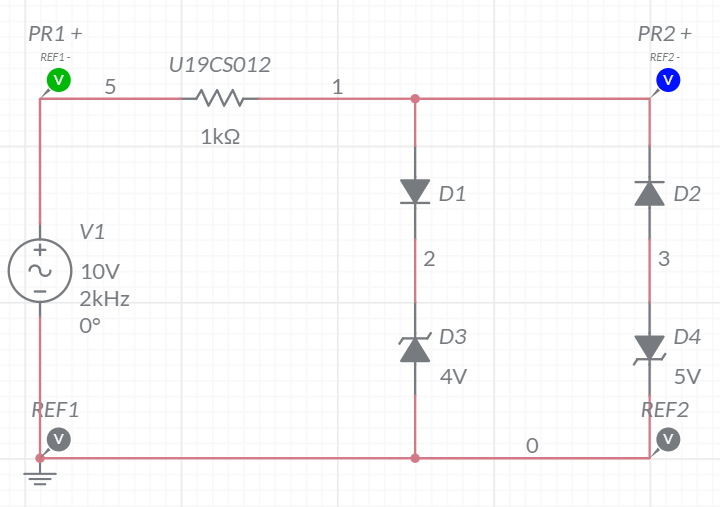 PR1 +
REF1 -
V
5
U19CS012
1kΩ
1
PR2 +
REF2 -
V
D1
D2
V1
10V
2kHz
0°
2
3
D3
4V
D4
5V
REF1
V
REF2
V
0